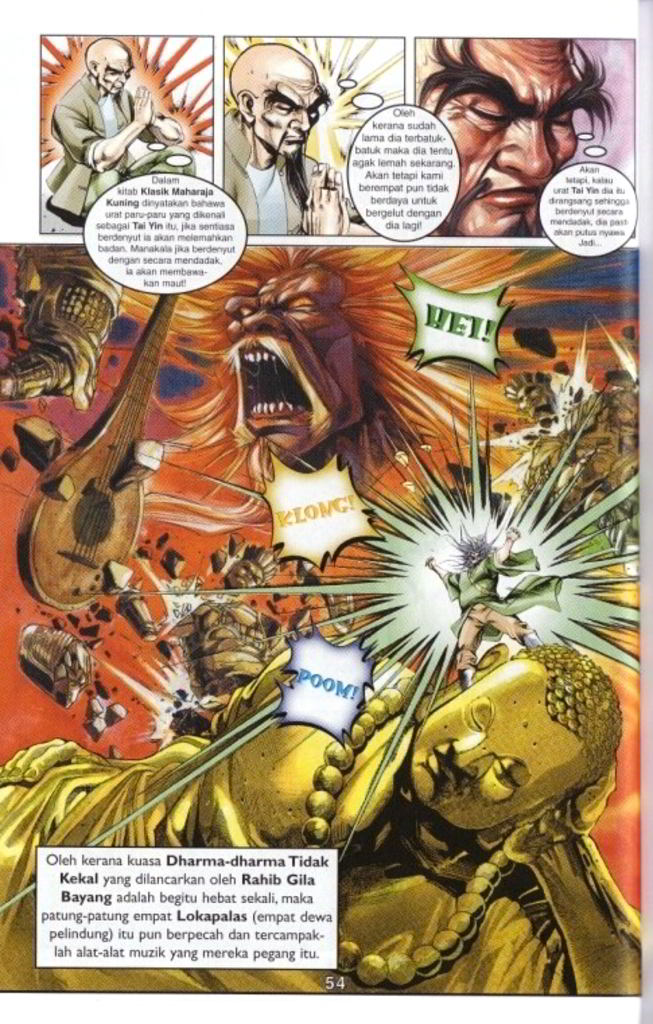 Dalam
kitab Klasik Maharaja
Kuning dinyatakan bahawa
urat paru-paru yang dikenali
sebagai Tai Yin itu, jika sentiasa
berdenyut ia akan melemahkan
badan. Manakala jika berdenyut
dengan secara mendadak,
ia akan membawa-
kan maut!
Oleh
kerana sudah
lama dia terbatuk-
batuk maka dia tentu
agak lemah sekarang.
Akan tetapi kami
berempat pun tidak
berdaya untuk
bergelut dengan
dia lagi!
Akan
tetapi, kalau
urat Tai Yin dia itu
dirangsang sehingga
berdenyut secara
mendadak, dia past-
akan putus nyawa
Jadi...
HEI!
KLONG!
POOM!
Oleh kerana kuasa Dharma-dharma Tidak
Kekal yang dilancarkan oleh Rahib Gila
Bayang adalah begitu hebat sekali, maka
patung-patung empat Lokapalas (empat dewa
pelindung) itu pun berpecah dan tercampak-
lah alat-alat muzik yang mereka pegang itu.
54